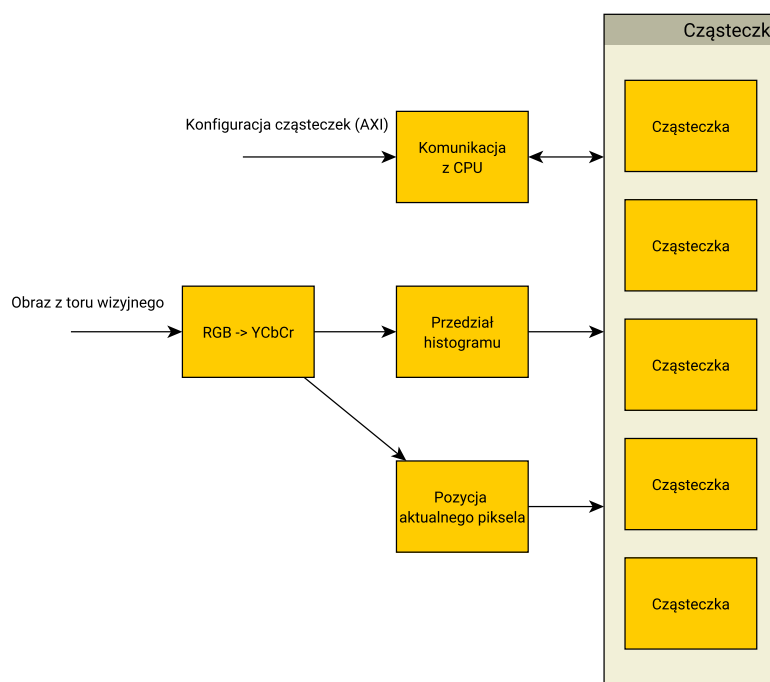 Cząsteczk
Cząsteczka
Konfiguracja cząsteczek (AXI)
Komunikacja
z CPU
Cząsteczka
Obraz z toru wizyjnego
RGB -> YCbCr
Przedział
histogramu
Cząsteczka
Pozycja
aktualnego piksela
Cząsteczka
Cząsteczka